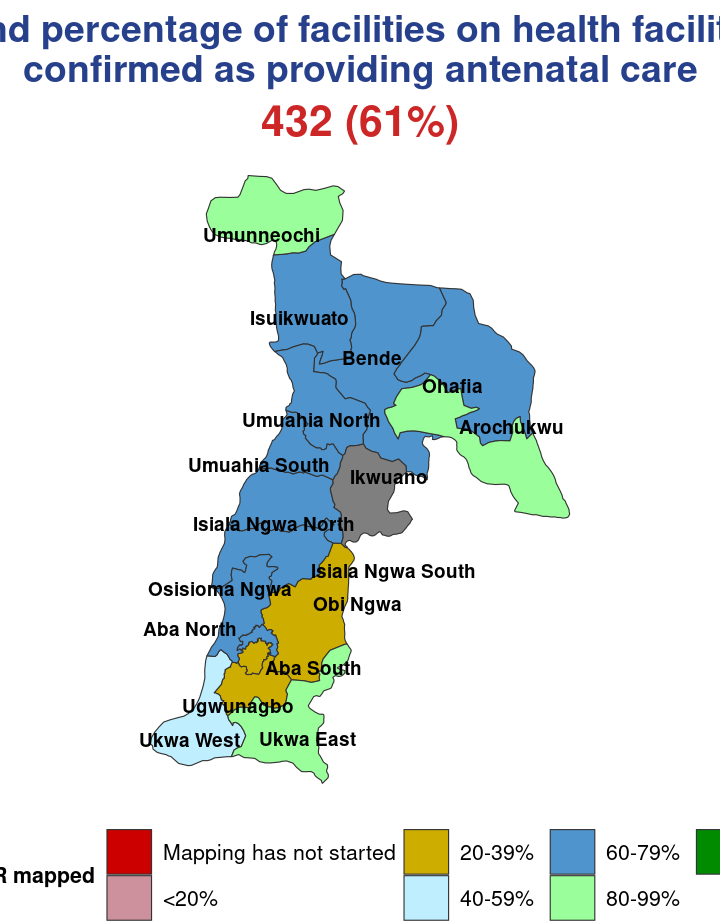 nd percentage of facilities on health facilit
confirmed as providing antenatal care
432 (61%)
Umunneochi
Isuikwuato
Bende
Ohafia
Umuahia North
Arochukwu
Umuahia South
Ikwuano
Isiala Ngwa North
Isiala Ngwa South
Osisioma Ngwa
Obi Ngwa
Aba North
Aba South
Ugwunagbo
Ukwa West
Ukwa East
R mapped
Mapping has not started
20-39%
60-79%
<20%
40-59%
80-99%